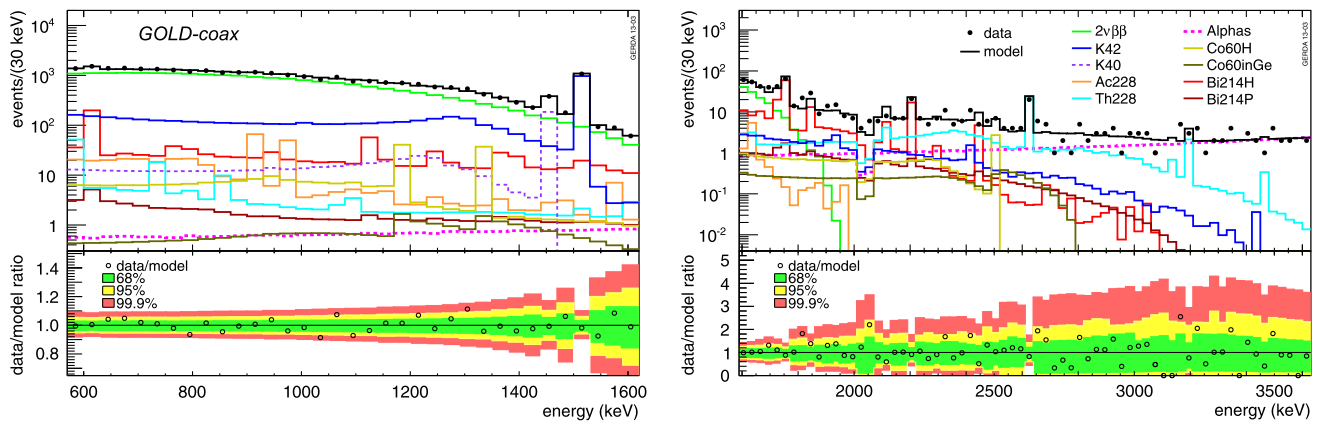 GOLD-coax
GERDA 13-03
events/(30 keV)
10⁴
10³
10²
10
1
data/model
68%
95%
99.9%
data/model ratio
1.4
1.2
1.0
0.8
600 800 1000 1200 1400 1600
energy (keV)
events/(30 keV)
10³
10²
10
1
10⁻¹
10⁻²
data
model
2νββ
K42
K40
Ac228
Th228
Alphas
Co60H
Co60inGe
Bi214H
Bi214P
GERDA 13-03
data/model
68%
95%
99.9%
data/model ratio
5
4
3
2
1
0
2000 2500 3000 3500
energy (keV)